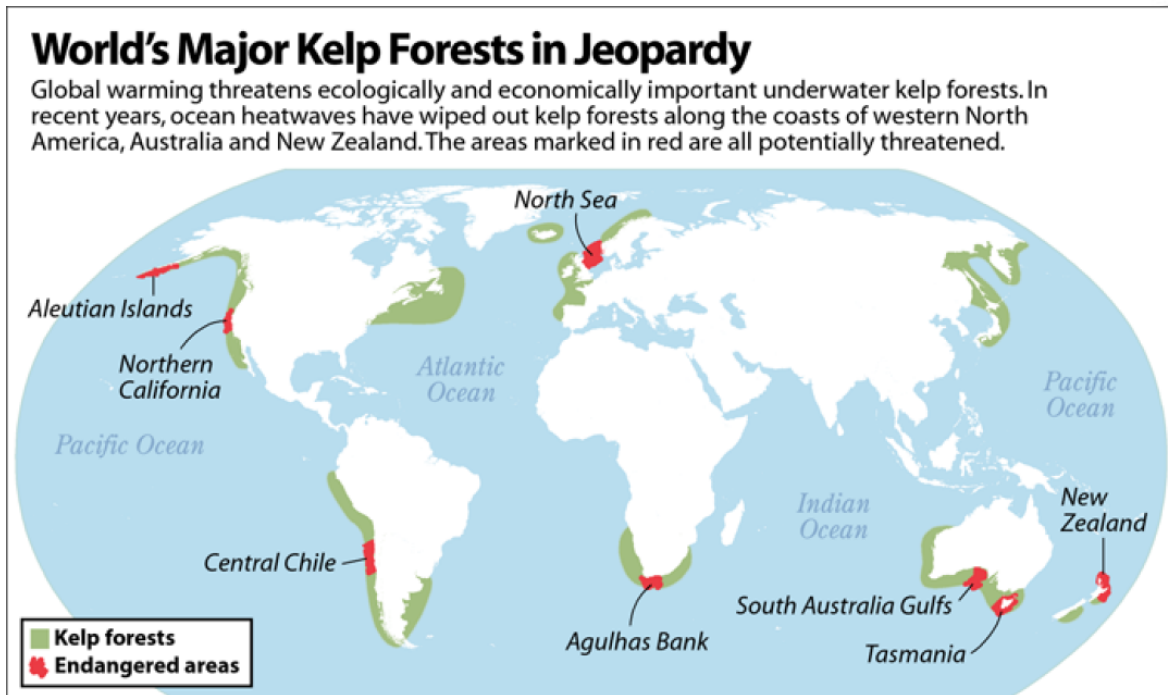 World's Major Kelp Forests in Jeopardy
Global warming threatens ecologically and economically important underwater kelp forests. In
recent years, ocean heatwaves have wiped out kelp forests along the coasts of western North
America, Australia and New Zealand. The areas marked in red are all potentially threatened.
North Sea
Aleutian Islands
Northern
California
Atlantic
Ocean
Pacific
Ocean
Pacific Ocean
Indian
Ocean
New
Zealand
Central Chile
South Australia Gulfs
Agulhas Bank
Tasmania
Kelp forests
Endangered areas